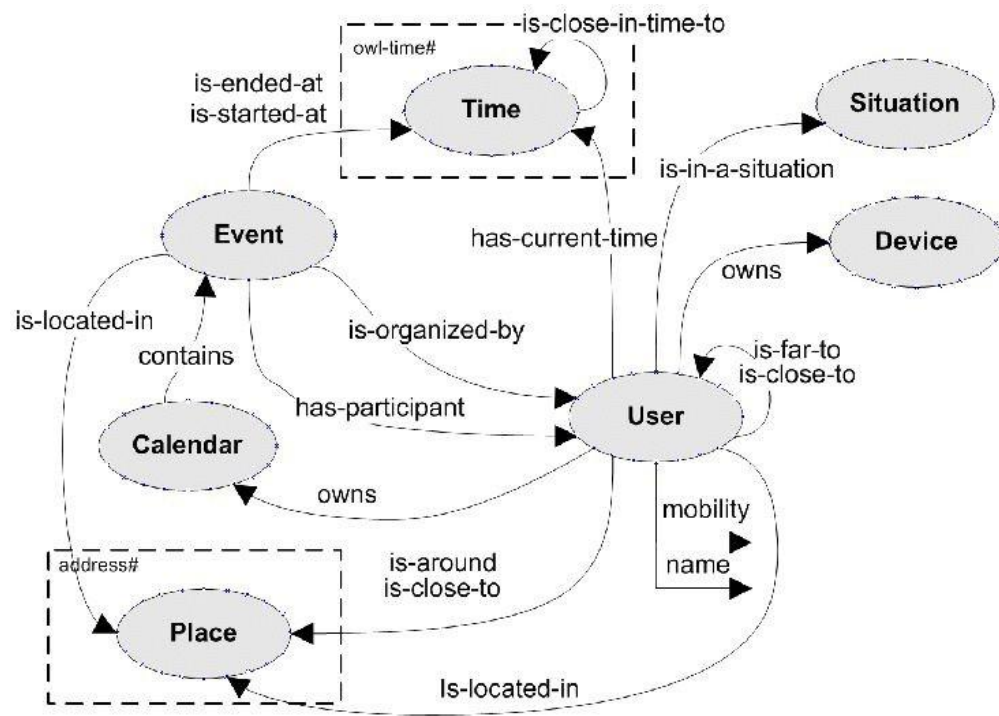 is-close-in-time-to
owl-time#
Time
is-ended-at
is-started-at
Situation
is-in-a-situation
Event
has-current-time
Device
owns
is-located-in
is-organized-by
contains
is-far-to
is-close-to
has-participant
User
Calendar
owns
mobility
name
is-around
is-close-to
address#
Place
Is-located-in